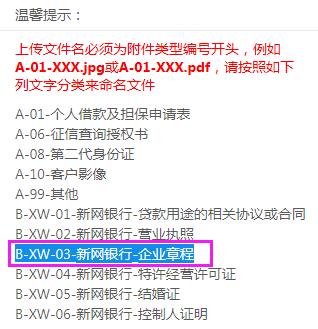 温馨提示：
上传文件名必须为附件类型编号开头，例如
A-01-XXX.jpg或A-01-XXX.pdf，请按照如下
列文字分类来命名文件
A-01-个人借款及担保申请表
A-06-征信查询授权书
A-08-第二代身份证
A-10-客户影像
A-99-其他
B-XW-01-新网银行-贷款用途的相关协议或合同
B-XW-02-新网银行-营业执照
B-XW-03-新网银行-企业章程
B-XW-04-新网银行-特许经营许可证
B-XW-05-新网银行-结婚证
B-XW-06-新网银行-控制人证明